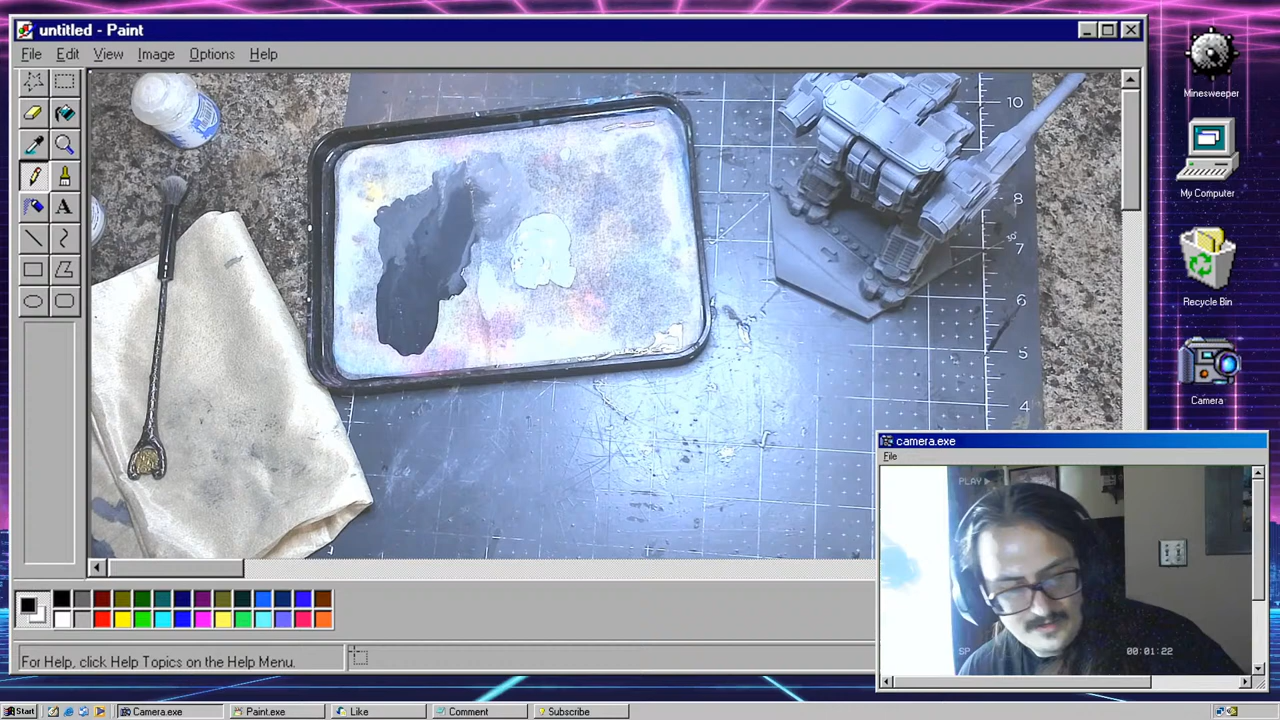 untitled - Paint
File Edit View Image Options Help
10
8
7
6
5
4
Minesweeper
My Computer
Recycle Bin
Camera
camera.exe
File
PLAY
SP 00:01:22
For Help, click Help Topics on the Help Menu.
Start Camera.exe Paint.exe Like Comment Subscribe